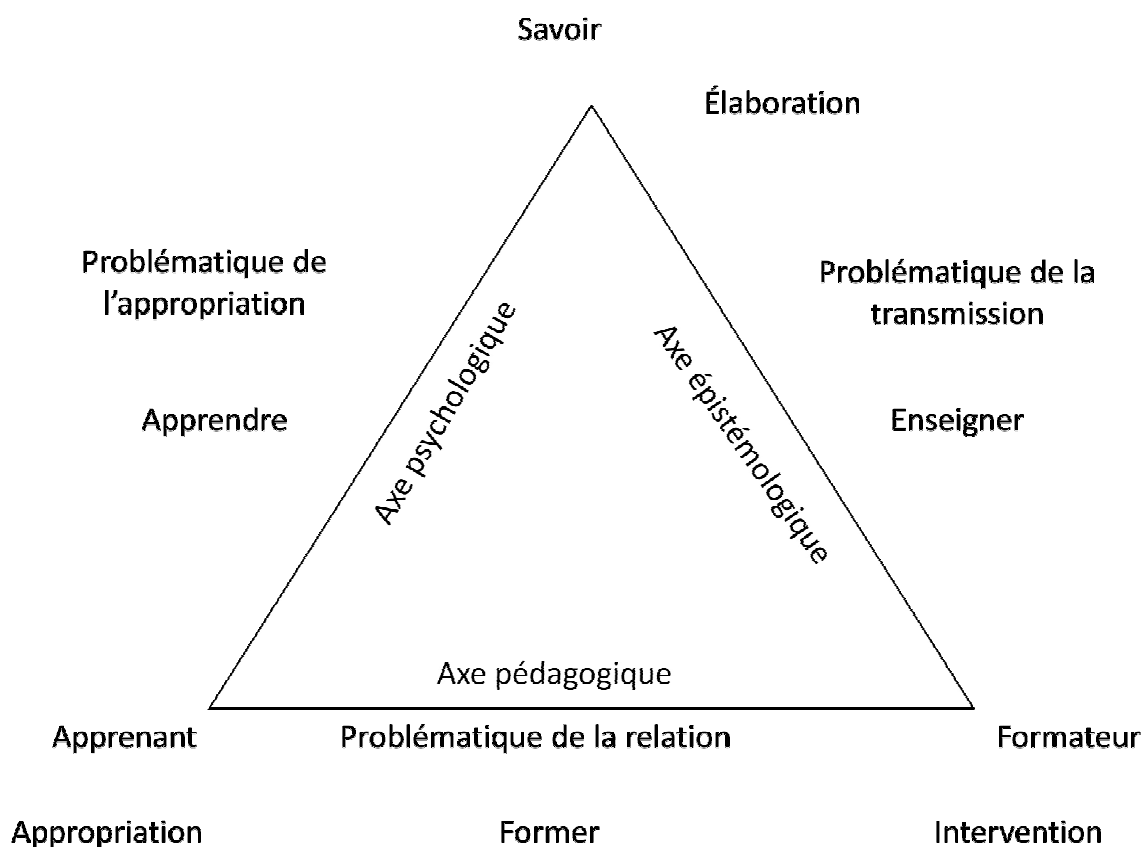 Savoir
Élaboration
Problématique de
l'appropriation
Problématique de la
transmission
Axe psychologique
Axe épistémologique
Apprendre
Enseigner
Axe pédagogique
Apprenant
Problématique de la relation
Formateur
Appropriation
Former
Intervention